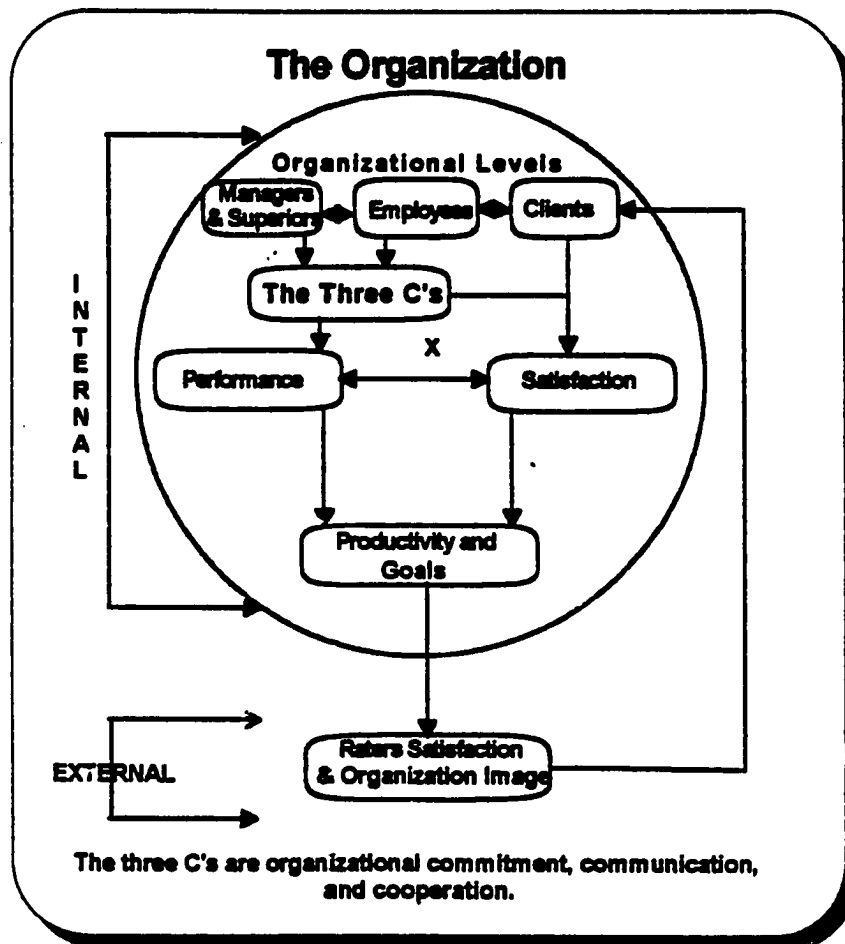 The Organization
Organizational Levels
Managers
& Superiors
Employees
Clients
The Three C's
X
Performance
Satisfaction
INTERNAL
Productivity and
Goals
Raters Satisfaction
& Organization Image
EXTERNAL
The three C's are organizational commitment, communication,
and cooperation.